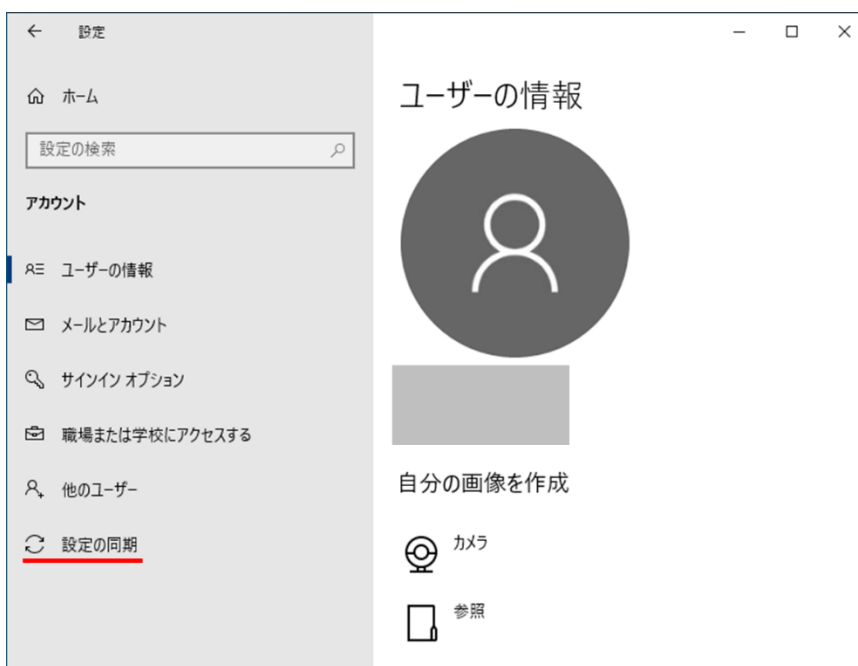 設定
ホーム
設定の検索
アカウント
ユーザーの情報
メールとアカウント
サインイン オプション
職場または学校にアクセスする
他のユーザー
設定の同期
ユーザーの情報
自分の画像を作成
カメラ
参照